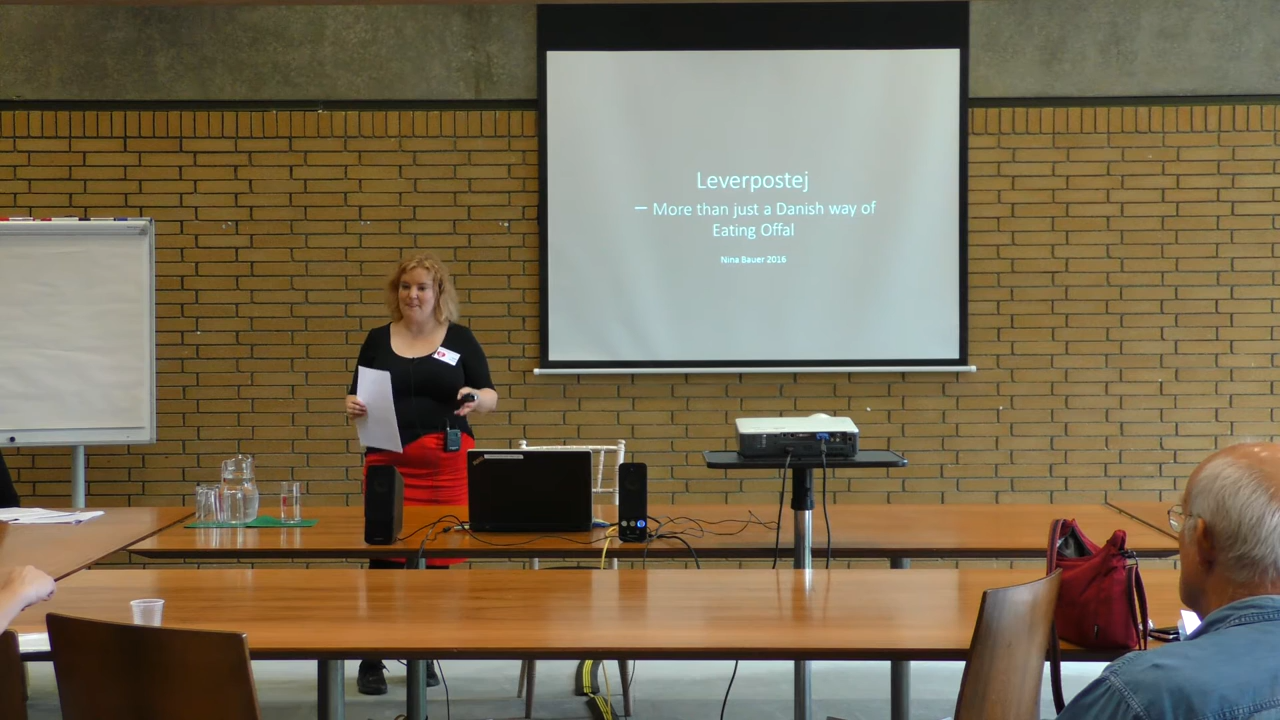 Leverpostej
– More than just a Danish way of
Eating Offal
Nina Bauer 2016